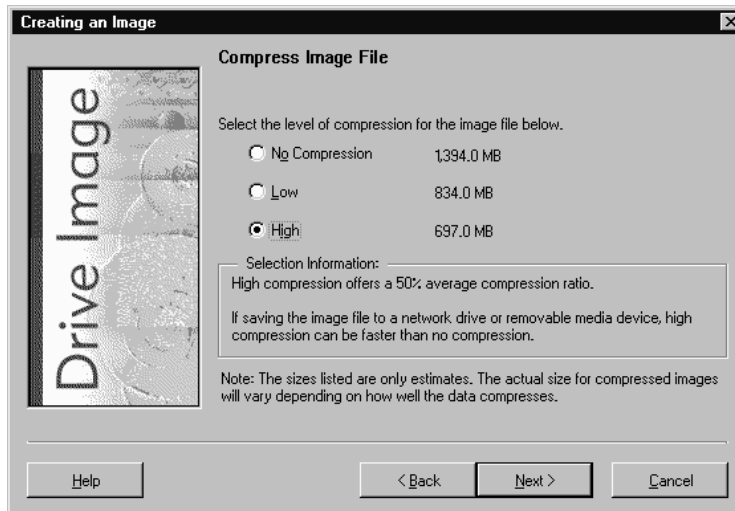 Creating an Image
Drive Image
Compress Image File
Select the level of compression for the image file below.
No Compression 1,394.0 MB
Low 834.0 MB
High 697.0 MB
Selection Information:
High compression offers a 50% average compression ratio.
If saving the image file to a network drive or removable media device, high
compression can be faster than no compression.
Note: The sizes listed are only estimates. The actual size for compressed images
will vary depending on how well the data compresses.
Help
< Back
Next >
Cancel